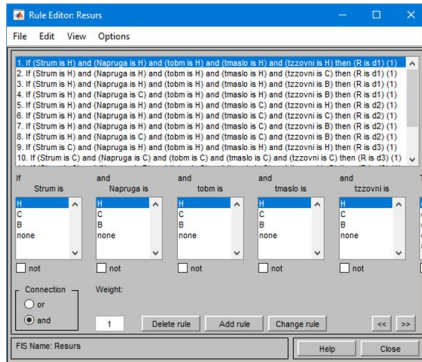 Rule Editor: Resurs
File Edit View Options
1. If (Strum is H) and (Napruga is H) and (tobm is H) and (tmaslo is H) and (tzzovni is H) then (R is d1) (1)
2. If (Strum is H) and (Napruga is H) and (tobm is H) and (tmaslo is H) and (tzzovni is C) then (R is d1) (1)
3. If (Strum is H) and (Napruga is H) and (tobm is H) and (tmaslo is H) and (tzzovni is B) then (R is d1) (1)
4. If (Strum is H) and (Napruga is C) and (tobm is H) and (tmaslo is H) and (tzzovni is B) then (R is d1) (1)
5. If (Strum is H) and (Napruga is and (tobm is and (tmaslo is and (tzzovni is then (R is d2) (1)
6. If (Strum is H) and (Napruga is and (tobm is and (tmaslo is and (tzzovni is then (R is d2) (1)
7. If (Strum is H) and (Napruga is and (tobm is and (tmaslo is and (tzzovni is then (R is d2) (1)
8. If (Strum is and (Napruga is and (tobm is and (tmaslo is and (tzzovni is then (R is d2) (1)
9. If (Strum is C) and (Napruga is C) and (tobm is and (tmaslo is and (tzzovni is then (R is d3) (1)
10. If (Strum is C) and (Napruga is C) and (tobm is C) and (tmaslo is C) and (tzzovni is C) then (R is d3) (1)
If and and and and
Strum is Napruga is tobm is tmaslo is tzzovni is
H H H H H
C C C C C
B B B B B
none none none none none
not not not not not
Connection Weight:
or
and 1 Delete rule Add rule Change rule << >>
FIS Name: Resurs Help Close